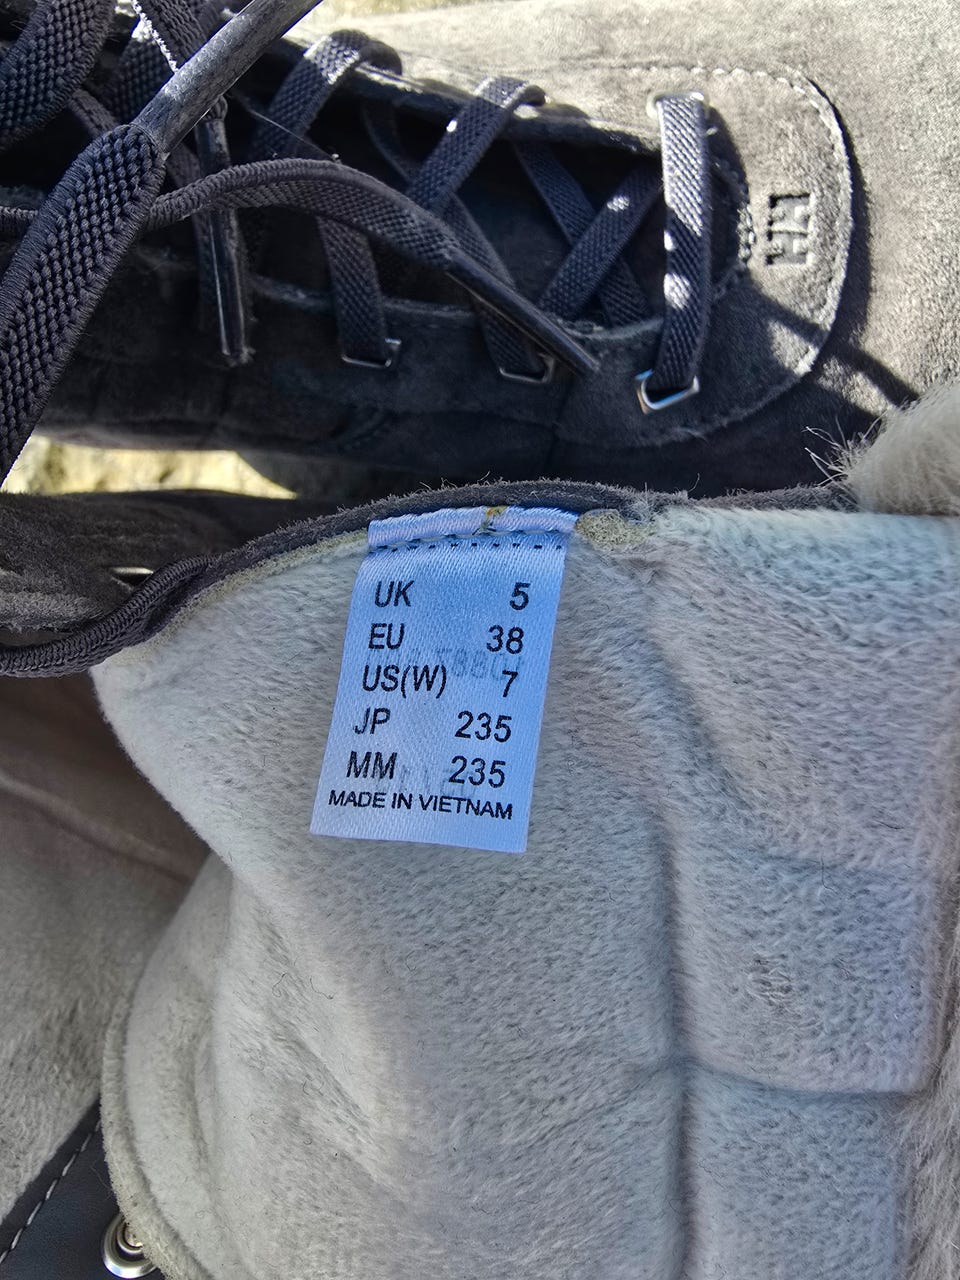 HH
UK 5
EU 38
US(W) 7
JP 235
MM 235
MADE IN VIETNAM